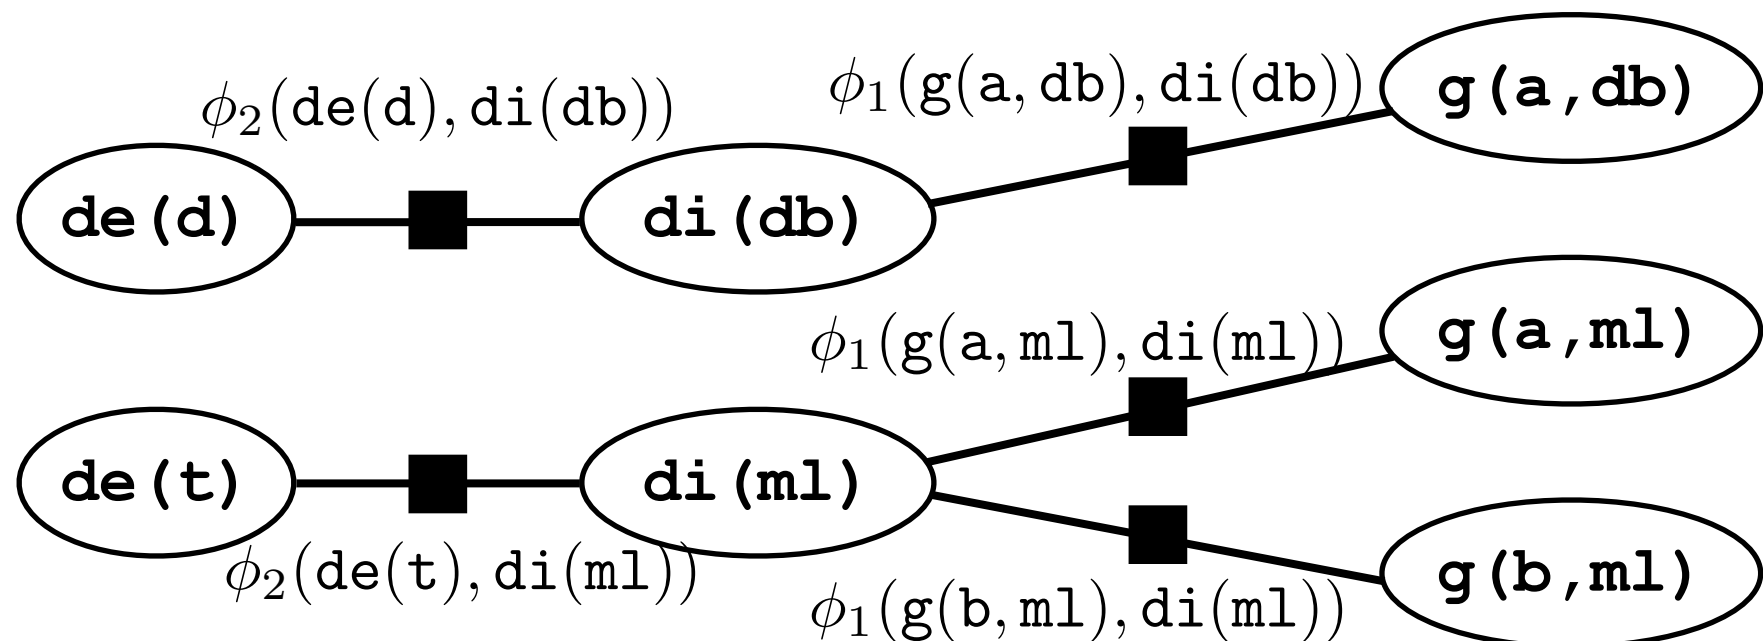 ϕ₂(de(d), di(db))
ϕ₁(g(a, db), di(db))
g(a,db)
de(d)
di(db)
ϕ₁(g(a, ml), di(ml))
g(a,ml)
de(t)
di(ml)
ϕ₂(de(t), di(ml))
ϕ₁(g(b, ml), di(ml))
g(b,ml)